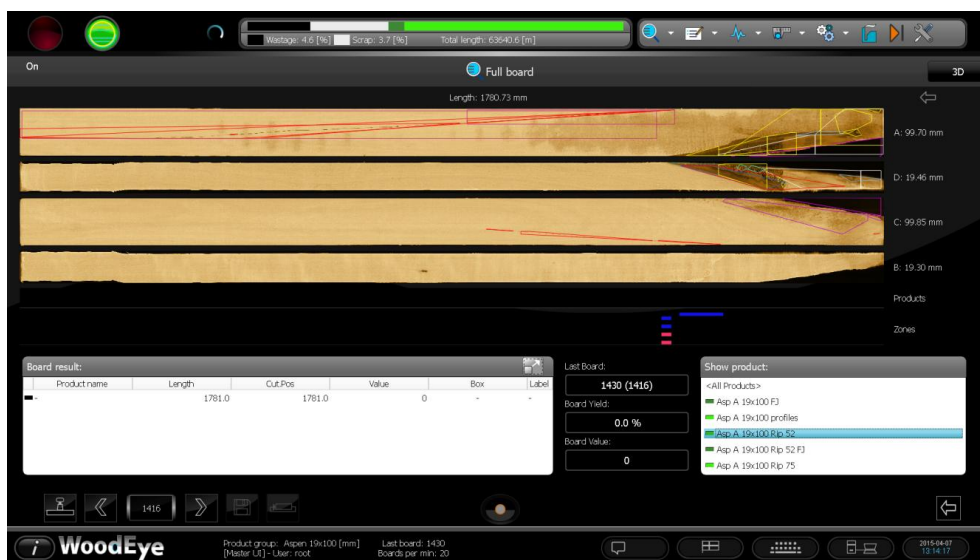 Wastage: 4.6 [%] Scrap: 3.7 [%] Total length: 63640.6 [m]
On
Full board
3D
Length: 1780.73 mm
A: 99.70 mm
D: 19.46 mm
C: 99.85 mm
B: 19.30 mm
Products
Zones
Board result:
Product name Length Cut.Pos Value Box Label
- 1781.0 1781.0 0 - -
Last Board:
1430 (1416)
Board Yield:
0.0 %
Board Value:
0
Show product:
<All Products>
Asp A 19x100 FJ
Asp A 19x100 profiles
Asp A 19x100 Rip 52
Asp A 19x100 Rip 52 FJ
Asp A 19x100 Rip 75
1416
i WoodEye
Product group: Aspen 19x100 [mm] Last board: 1430
[Master UI] - User: root Boards per min: 20
2015-04-07
13:14:17